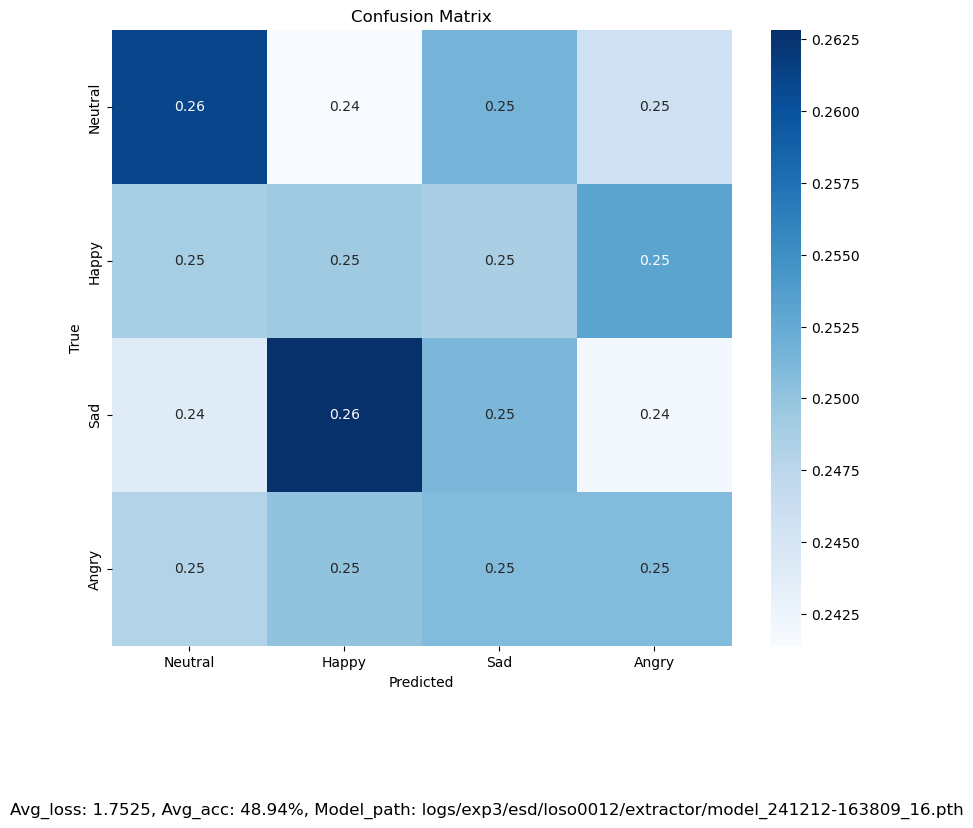 Confusion Matrix
Neutral 0.26 0.24 0.25 0.25
Happy 0.25 0.25 0.25 0.25
Sad 0.24 0.26 0.25 0.24
Angry 0.25 0.25 0.25 0.25
True
Neutral Happy Sad Angry
Predicted
0.2625
0.2600
0.2575
0.2550
0.2525
0.2500
0.2475
0.2450
0.2425
Avg_loss: 1.7525, Avg_acc: 48.94%, Model_path: logs/exp3/esd/loso0012/extractor/model_241212-163809_16.pth